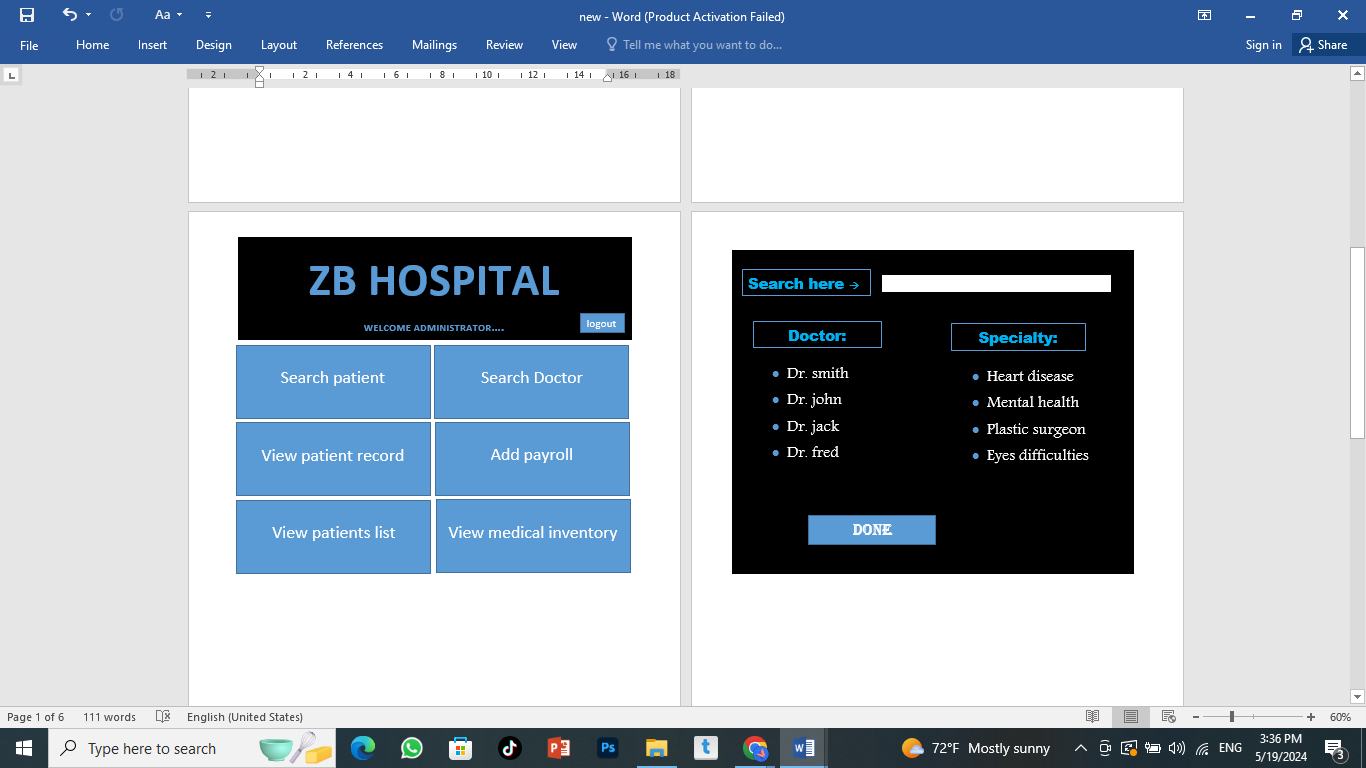 Aa
new - Word (Product Activation Failed)
File Home Insert Design Layout References Mailings Review View Tell me what you want to do... Sign in Share
L 2 2 4 6 8 10 12 14 16 18
ZB HOSPITAL
WELCOME ADMINISTRATOR....
logout
Search patient
Search Doctor
View patient record
Add payroll
View patients list
View medical inventory
Search here →
Doctor:
Specialty:
• Dr. smith
• Dr. john
• Dr. jack
• Dr. fred
• Heart disease
• Mental health
• Plastic surgeon
• Eyes difficulties
DONE
Page 1 of 6 111 words English (United States) 60%
Type here to search
P
Ps
t
W
72°F Mostly sunny
ENG
3:36 PM
5/19/2024
3